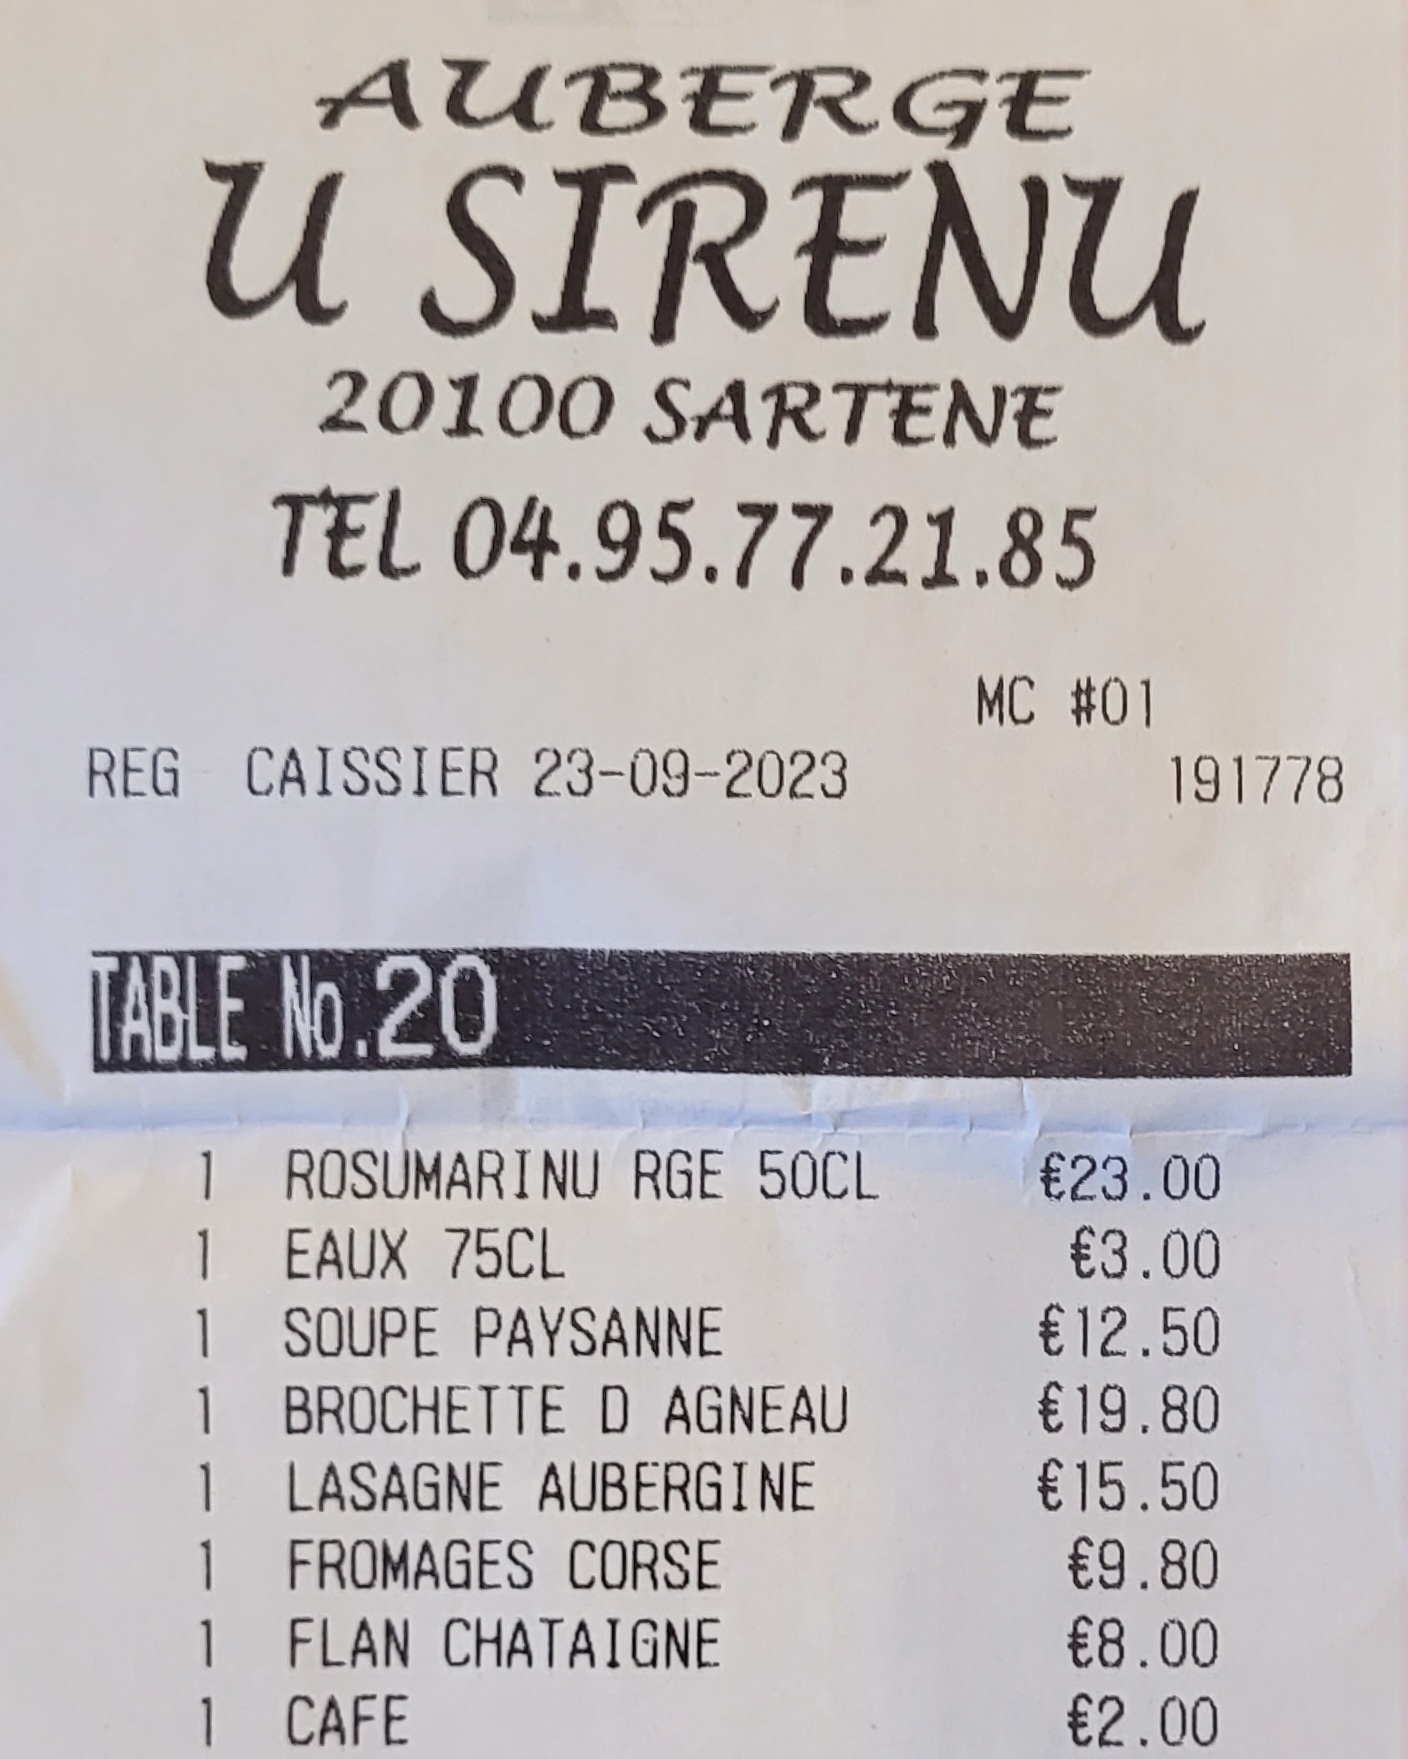 AUBERGE
U SIRENU
20100 SARTENE
TEL 04.95.77.21.85
MC #01
REG CAISSIER 23-09-2023 191778
TABLE No.20
1 ROSUMARINU RGE 50CL €23.00
1 EAUX 75CL €3.00
1 SOUPE PAYSANNE €12.50
1 BROCHETTE D AGNEAU €19.80
1 LASAGNE AUBERGINE €15.50
1 FROMAGES CORSE €9.80
1 FLAN CHATAIGNE €8.00
1 CAFE €2.00